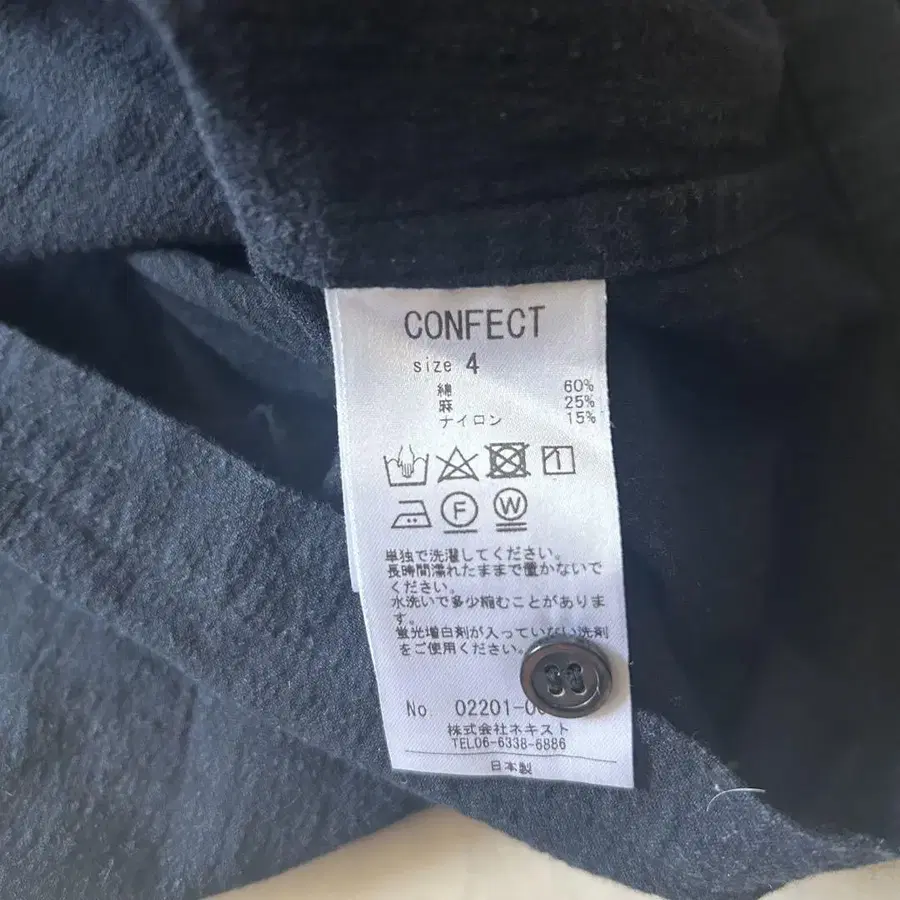 CONFECT
size 4
綿 60%
麻 25%
ナイロン 15%
F W
単独で洗濯してください。
長時間濡れたままで置かないで
ください。
水洗いで多少縮むことがありま
す。
蛍光増白剤が入っていない洗剤
をご使用ください。
No 02201-0
株式会社ネキスト
TEL06-6338-6886
日本製